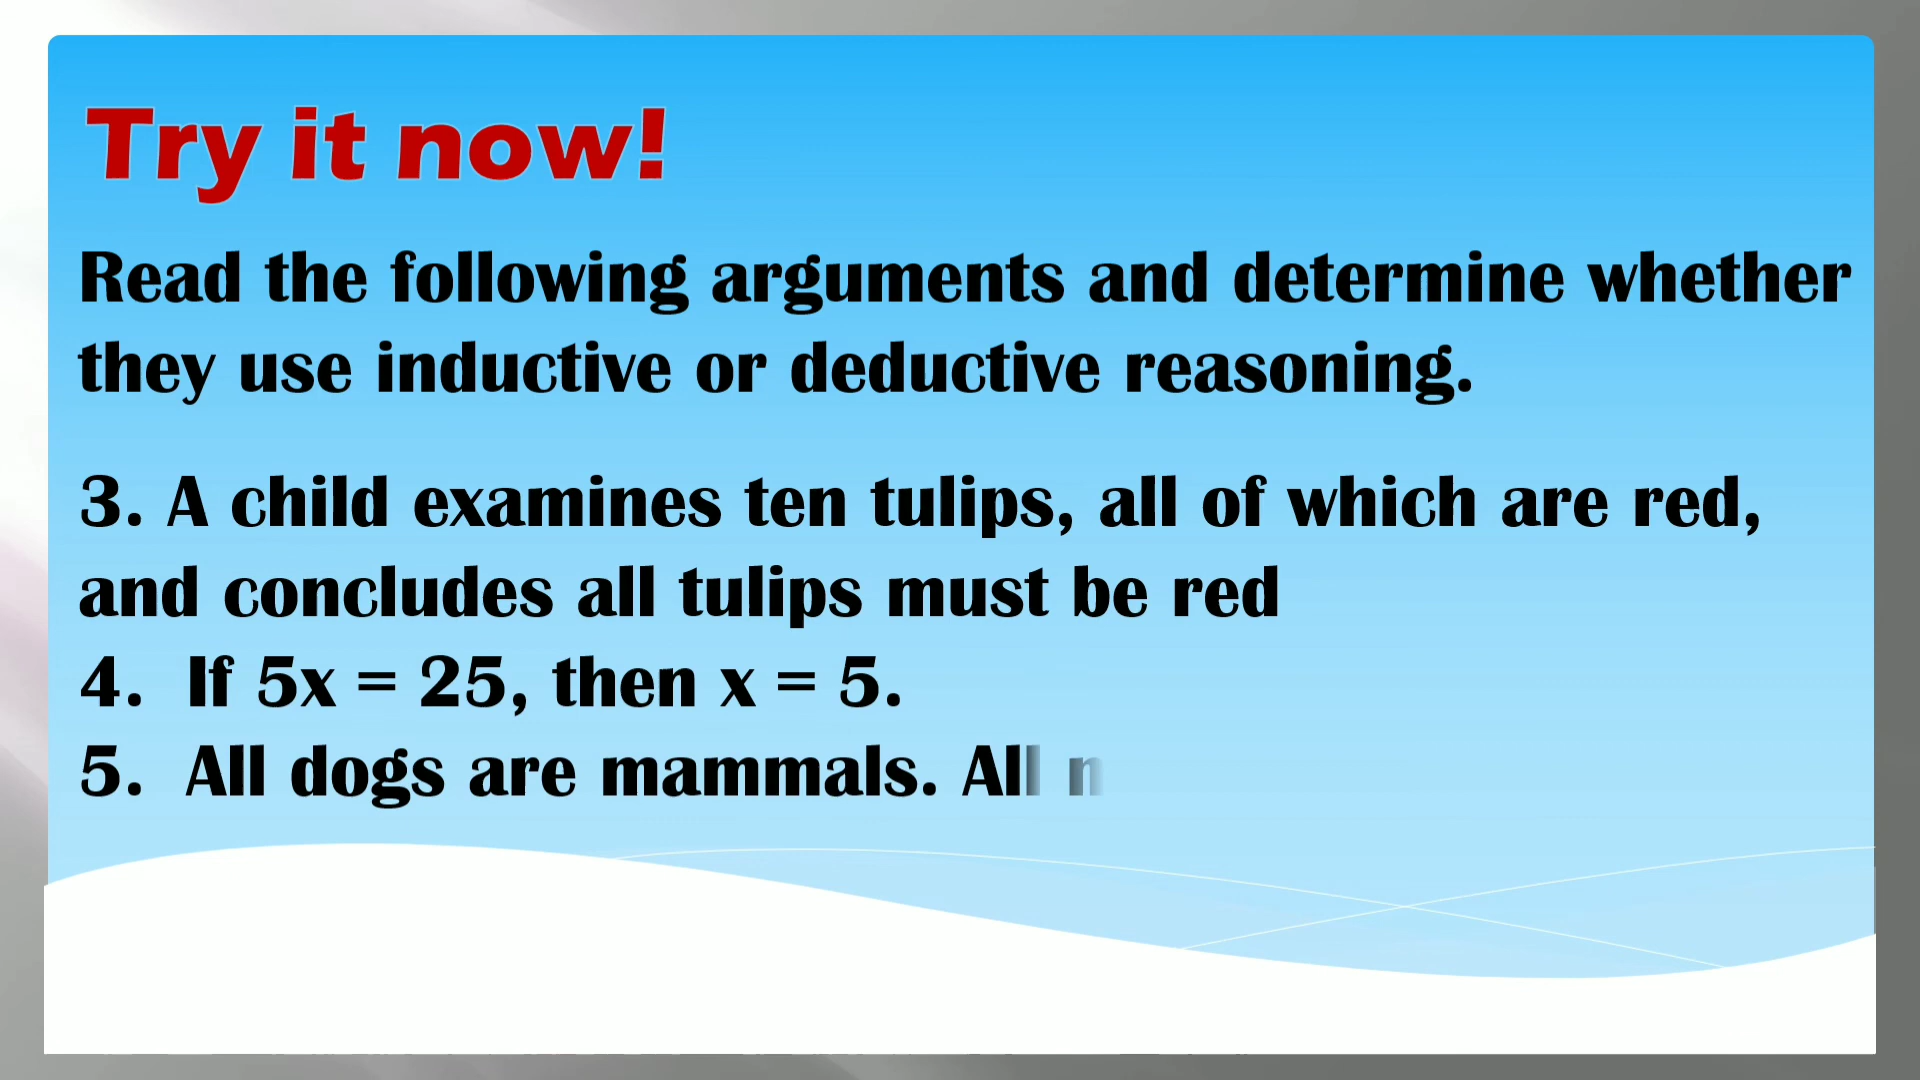 Try it now!
Read the following arguments and determine whether
they use inductive or deductive reasoning.
3. A child examines ten tulips, all of which are red,
and concludes all tulips must be red
4. If 5x = 25, then x = 5.
5. All dogs are mammals. All